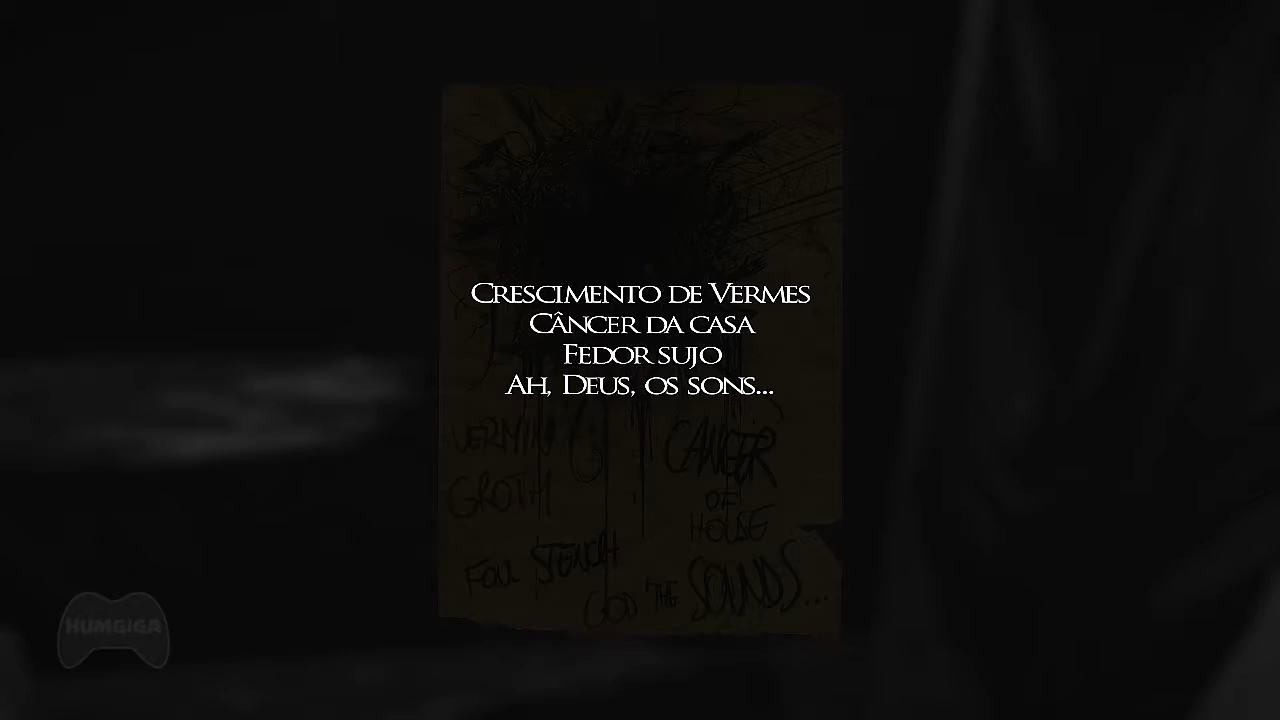 Crescimento de Vermes
Câncer da casa
Fedor sujo
Ah, Deus, os sons...
VERMIN
GROTH
CANCER
OF
HOUSE
FOUL STENCH
GOD THE SOUNDS...
HUMGIGA